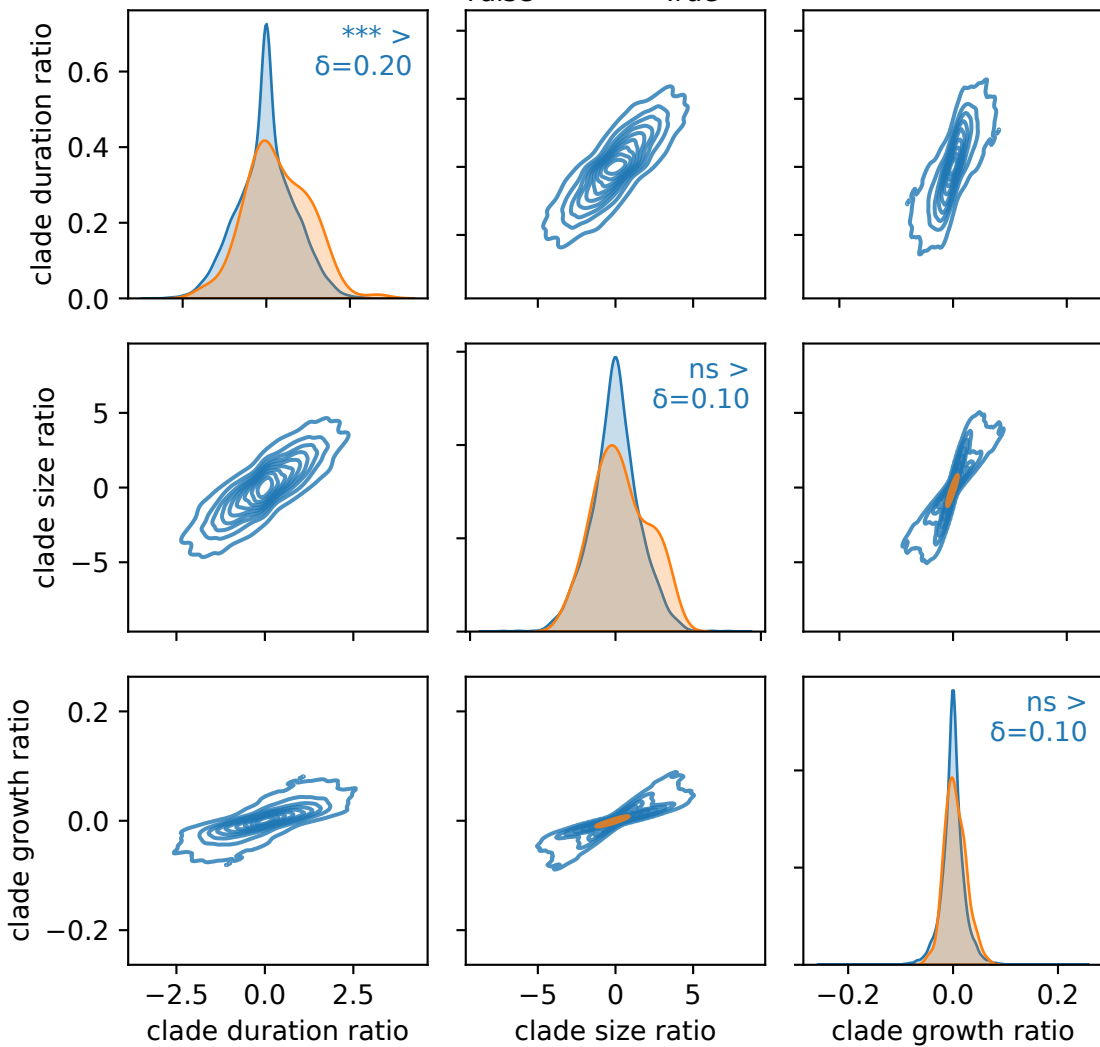 clade duration ratio
0.6
0.4
0.2
0.0
*** >
δ=0.20
clade size ratio
5
0
−5
ns >
δ=0.10
clade growth ratio
0.2
0.0
−0.2
ns >
δ=0.10
−2.5 0.0 2.5
−5 0 5
−0.2 0.0 0.2
clade duration ratio
clade size ratio
clade growth ratio